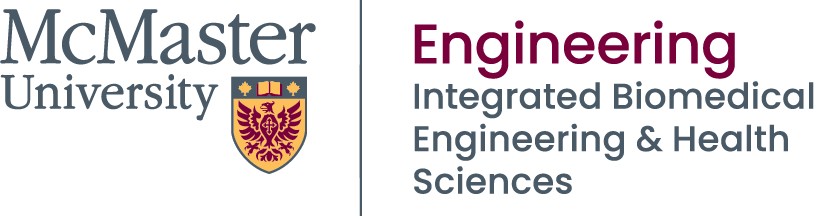 McMaster
University
Engineering
Integrated Biomedical
Engineering & Health
Sciences